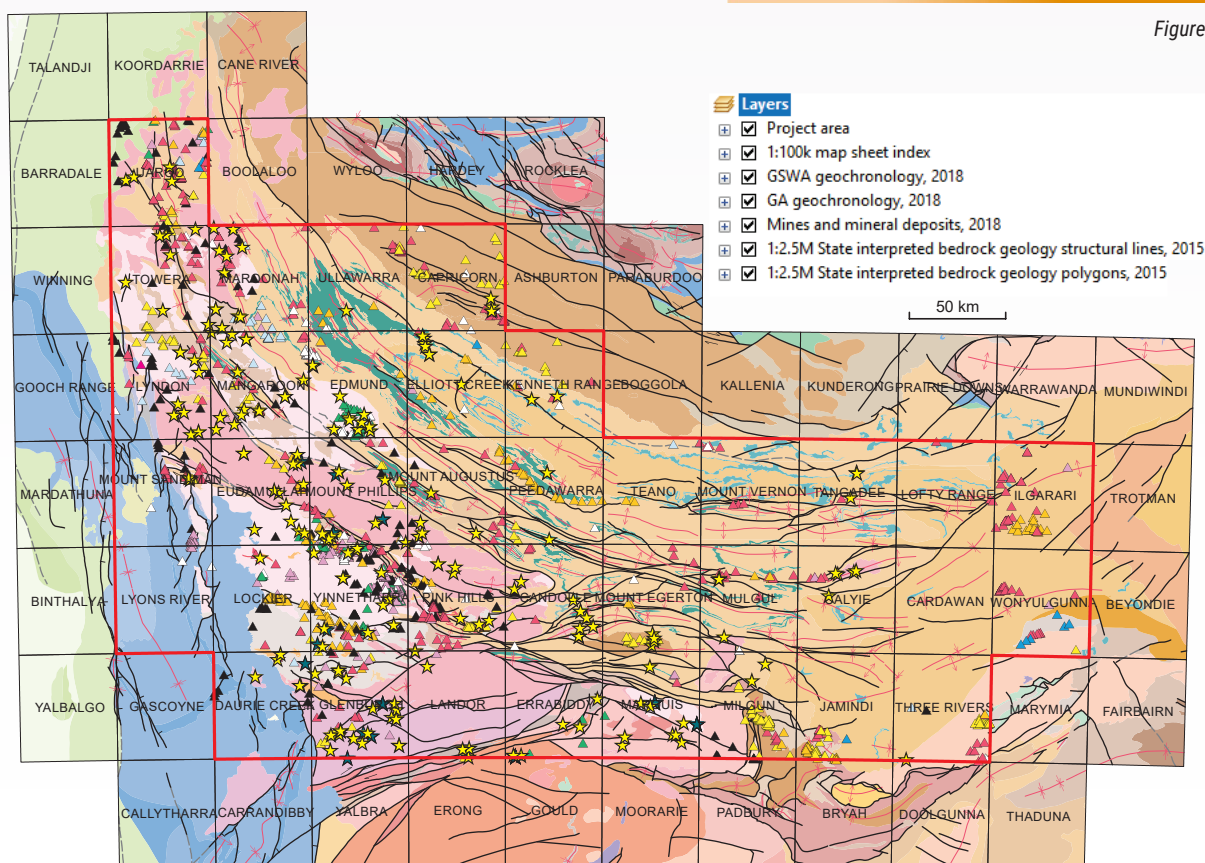 Figure
TALANDJI KOORDARRIE CANE RIVER
Layers
Project area
1:100k map sheet index
GSWA geochronology, 2018
GA geochronology, 2018
Mines and mineral deposits, 2018
1:2.5M State interpreted bedrock geology structural lines, 2015
1:2.5M State interpreted bedrock geology polygons, 2015
50 km
BARRADALE UAROO BOOLALOO WYLOO HARDEY ROCKLEA
WINNING TOWERA MAROONAH ULLAWARRA CAPRICORN ASHBURTON PARABURDOO
GOOCH RANGE LYNDON MANGAROON EDMUND ELLIOTT CREEK KENNETH RANGE BOGGOLA KALLENIA KUNDERONG PRAIRIE DOWNS WARRAWANDA MUNDIWINDI
MARDATHUNA MOUNT SANDIMAN EUDAMULLAH MOUNT PHILLIPS MOUNT AUGUSTUS PEEDAWARRA TEANO MOUNT VERNON TANGADEE LOFTY RANGE ILGARARI TROTMAN
BINTHALYA LYONS RIVER LOCKIER YINNETHARRA PINK HILLS CANDOLLE MOUNT EGERTON MULGUL CALYIE CARDAWAN WONYULGUNNA BEYONDIE
YALBALGO GASCOYNE DAURIE CREEK GLENBURGH LANDOR ERRABIDDY MARQUIS MILGUN JAMINDI THREE RIVERS MARYMIA FAIRBAIRN
CALLYTHARRA CARRANDIBBY YALBRA ERONG GOULD MOORARIE PADBURY BRYAH DOOLGUNNA THADUNA